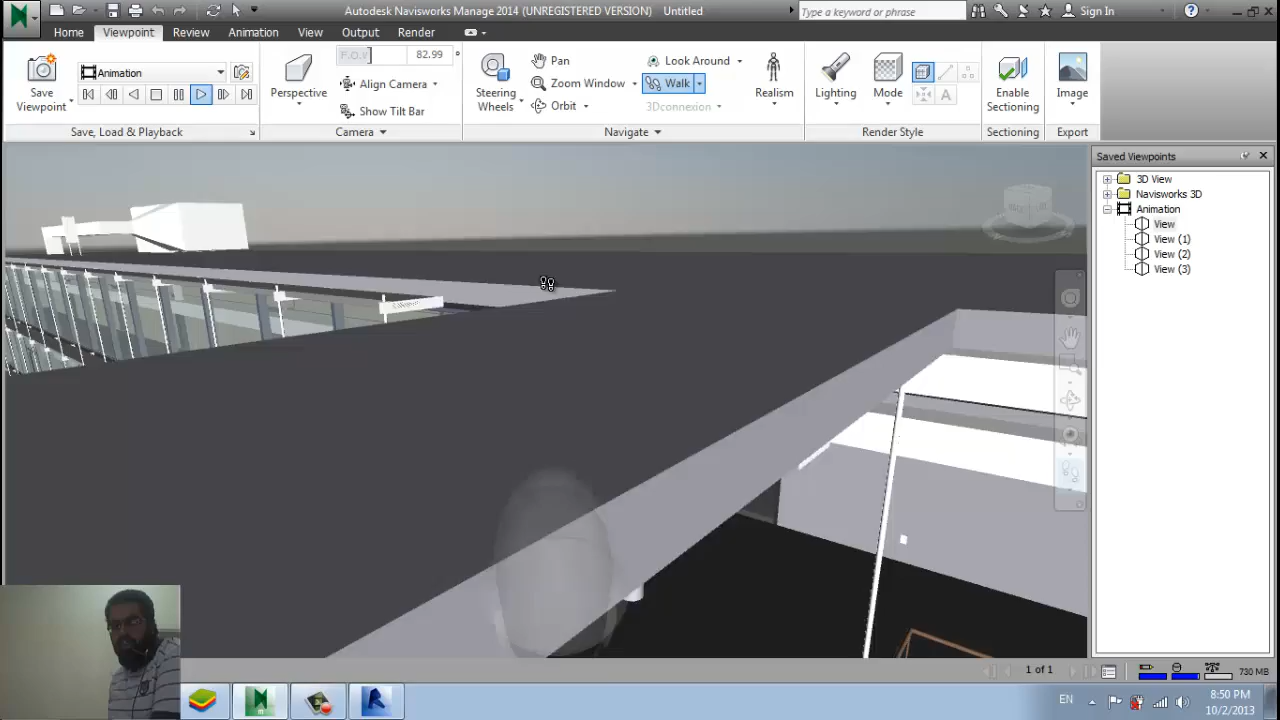 Autodesk Navisworks Manage 2014 (UNREGISTERED VERSION) Untitled
Type a keyword or phrase
Sign In
Home Viewpoint Review Animation View Output Render
Save Viewpoint
Animation
Save, Load & Playback
Perspective
F.O.V. 82.99 °
Align Camera
Show Tilt Bar
Camera
Steering Wheels
Pan
Zoom Window
Orbit
Look Around
Walk
3Dconnexion
Navigate
Realism
Lighting
Mode
A
Render Style
Enable Sectioning
Sectioning
Image
Export
Saved Viewpoints
3D View
Navisworks 3D
Animation
View
View (1)
View (2)
View (3)
1 of 1
730 MB
EN
8:50 PM
10/2/2013